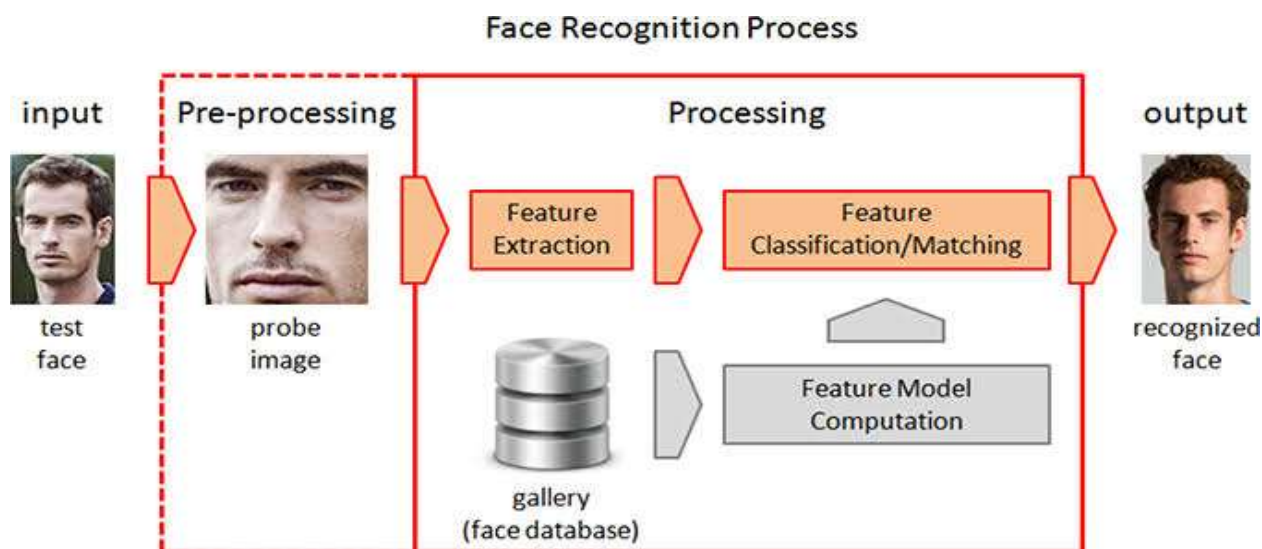 Face Recognition Process
input
Pre-processing
Processing
output
Feature
Extraction
Feature
Classification/Matching
test
face
probe
image
recognized
face
Feature Model
Computation
gallery
(face database)